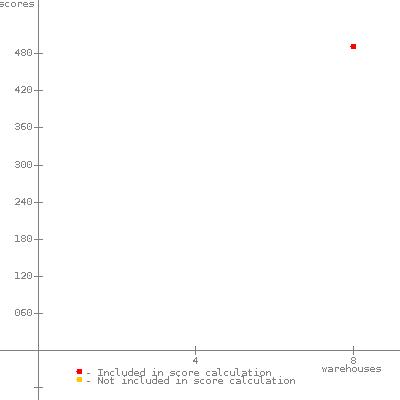 scores
480
420
360
300
240
180
120
060
4
8
warehouses
- Included in score calculation
- Not included in score calculation